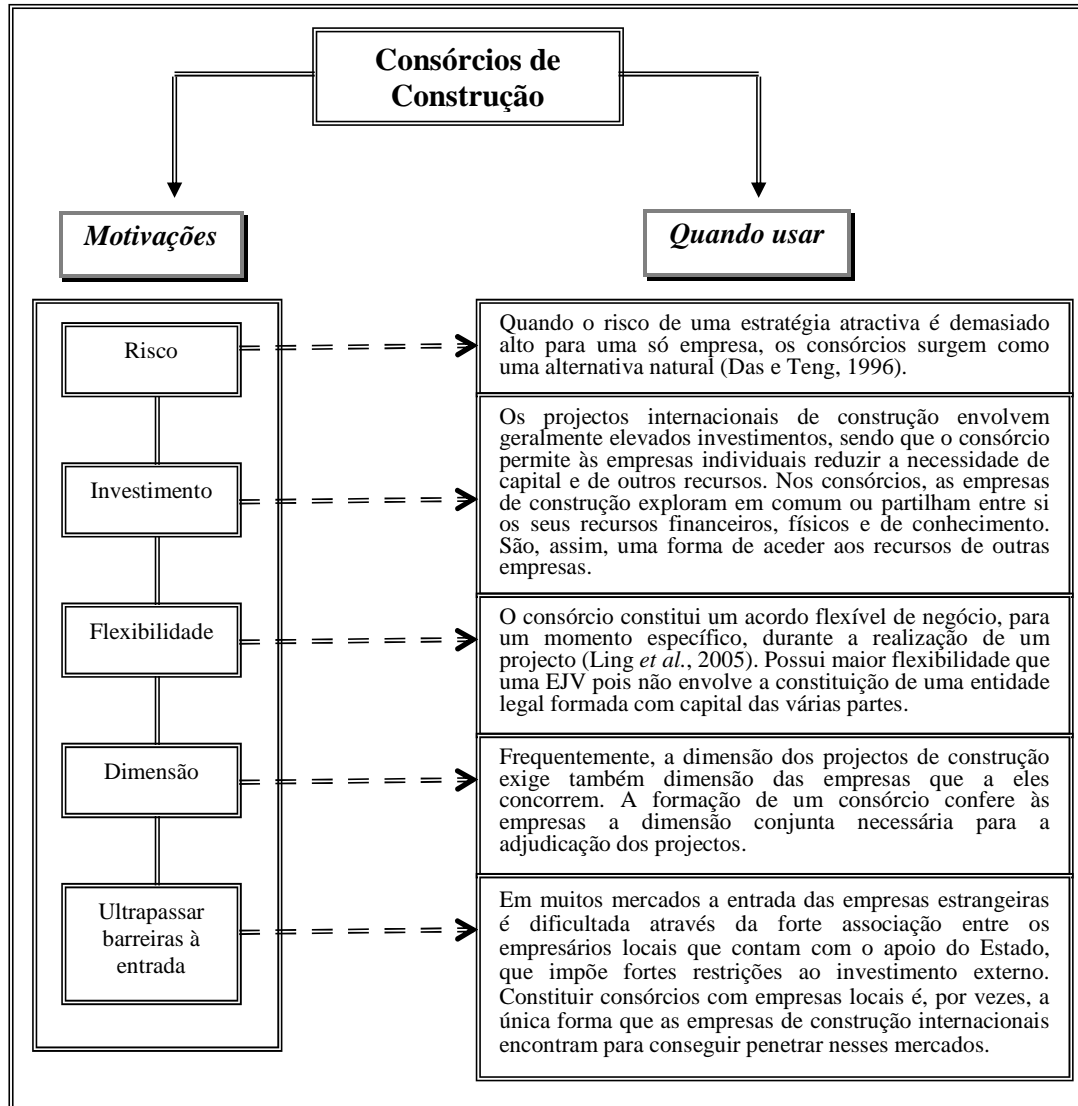 Consórcios de
Construção
Motivações
Quando usar
Risco
Quando o risco de uma estratégia atractiva é demasiado
alto para uma só empresa, os consórcios surgem como
uma alternativa natural (Das e Teng, 1996).
Investimento
Os projectos internacionais de construção envolvem
geralmente elevados investimentos, sendo que o consórcio
permite às empresas individuais reduzir a necessidade de
capital e de outros recursos. Nos consórcios, as empresas
de construção exploram em comum ou partilham entre si
os seus recursos financeiros, físicos e de conhecimento.
São, assim, uma forma de aceder aos recursos de outras
empresas.
Flexibilidade
O consórcio constitui um acordo flexível de negócio, para
um momento específico, durante a realização de um
projecto (Ling et al., 2005). Possui maior flexibilidade que
uma EJV pois não envolve a constituição de uma entidade
legal formada com capital das várias partes.
Dimensão
Frequentemente, a dimensão dos projectos de construção
exige também dimensão das empresas que a eles
concorrem. A formação de um consórcio confere às
empresas a dimensão conjunta necessária para a
adjudicação dos projectos.
Ultrapassar
barreiras à
entrada
Em muitos mercados a entrada das empresas estrangeiras
é dificultada através da forte associação entre os
empresários locais que contam com o apoio do Estado,
que impõe fortes restrições ao investimento externo.
Constituir consórcios com empresas locais é, por vezes, a
única forma que as empresas de construção internacionais
encontram para conseguir penetrar nesses mercados.